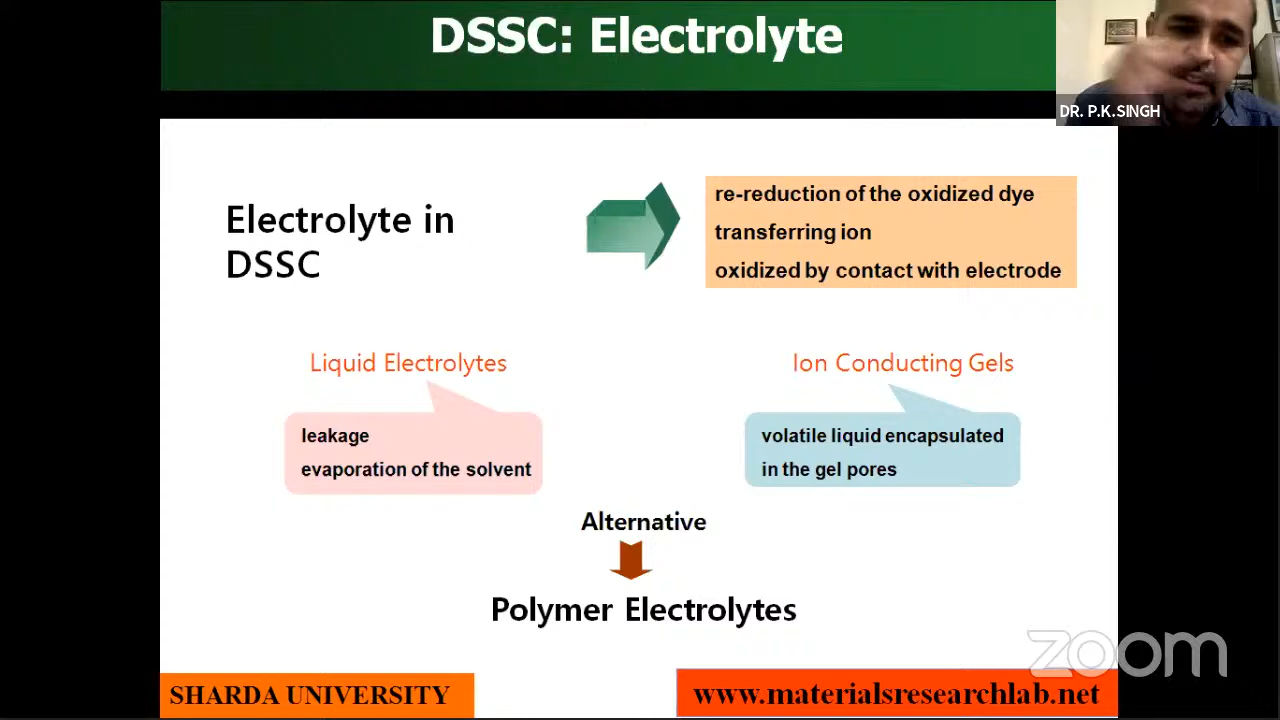 DSSC: Electrolyte
DR. P.K.SINGH
Electrolyte in
DSSC
re-reduction of the oxidized dye
transferring ion
oxidized by contact with electrode
Liquid Electrolytes
leakage
evaporation of the solvent
Ion Conducting Gels
volatile liquid encapsulated
in the gel pores
Alternative
Polymer Electrolytes
zoom
SHARDA UNIVERSITY
www.materialsresearchlab.net